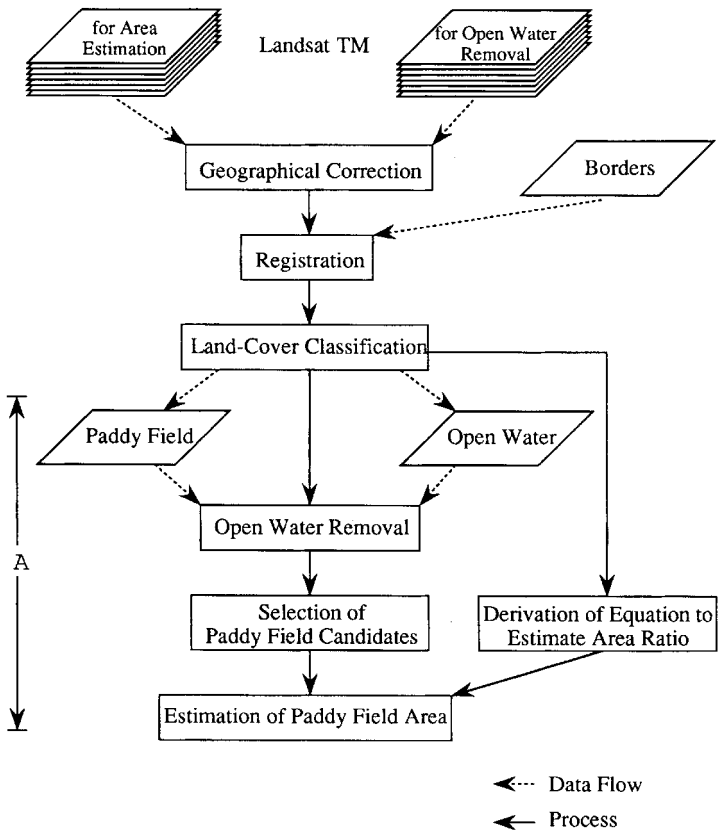 for Area
Estimation
Landsat TM
for Open Water
Removal
Geographical Correction
Borders
Registration
Land-Cover Classification
Paddy Field
Open Water
Open Water Removal
A
Selection of
Paddy Field Candidates
Derivation of Equation to
Estimate Area Ratio
Estimation of Paddy Field Area
Data Flow
Process